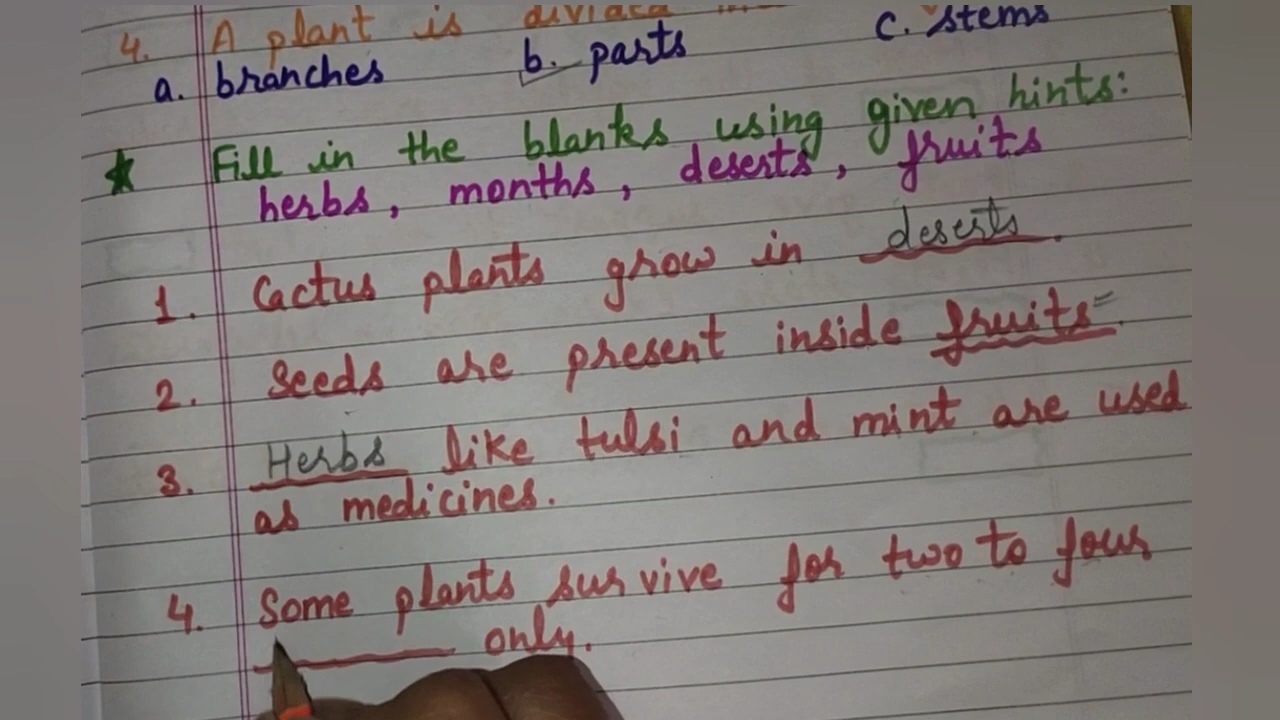 4. A plant is divided
a. branches b. parts c. stems
* Fill in the blanks using given hints:
herbs, months, deserts, fruits
1. Cactus plants grow in deserts.
2. Seeds are present inside fruits.
3. Herbs like tulsi and mint are used
as medicines.
4. Some plants survive for two to four
________ only.